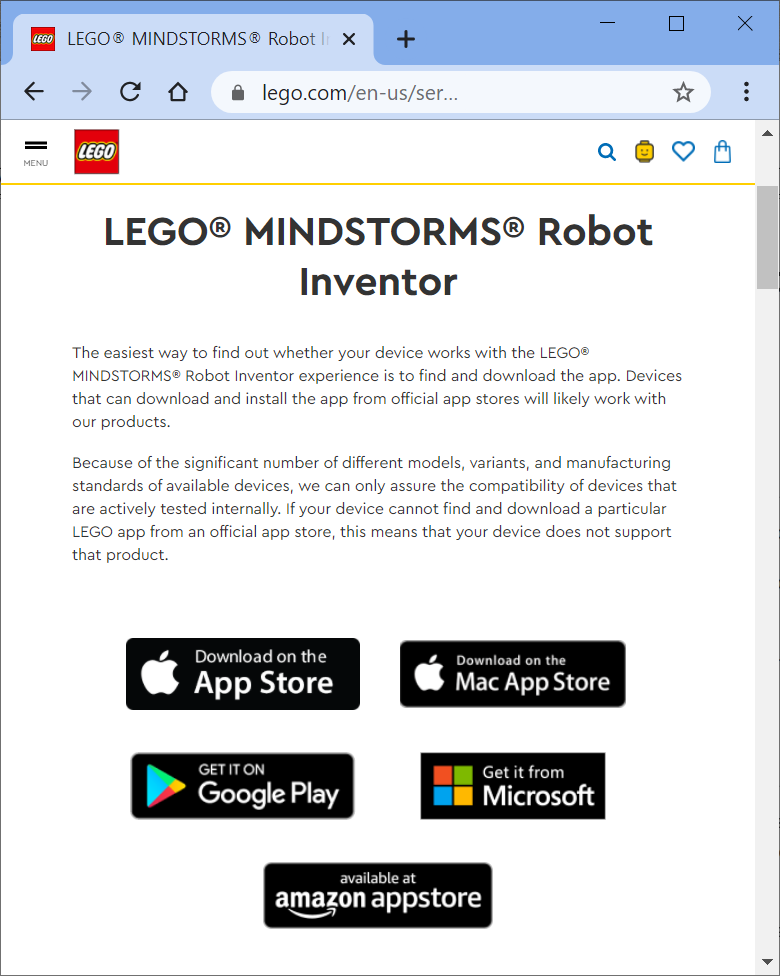 LEGO
LEGO® MINDSTORMS® Robot I
lego.com/en-us/ser...
MENU
LEGO
LEGO® MINDSTORMS® Robot
Inventor
The easiest way to find out whether your device works with the LEGO®
MINDSTORMS® Robot Inventor experience is to find and download the app. Devices
that can download and install the app from official app stores will likely work with
our products.
Because of the significant number of different models, variants, and manufacturing
standards of available devices, we can only assure the compatibility of devices that
are actively tested internally. If your device cannot find and download a particular
LEGO app from an official app store, this means that your device does not support
that product.
Download on the
App Store
Download on the
Mac App Store
GET IT ON
Google Play
Get it from
Microsoft
available at
amazon appstore